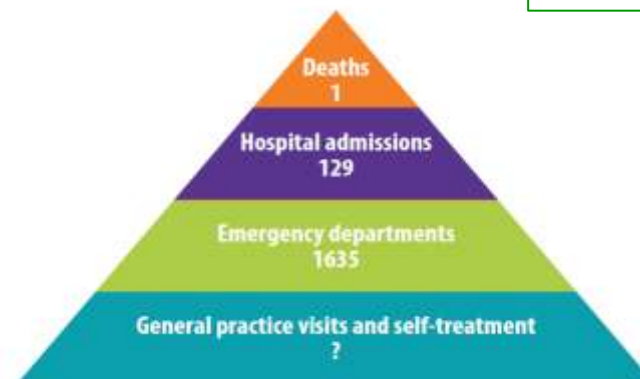 Deaths
1
Hospital admissions
129
Emergency departments
1635
General practice visits and self-treatment
?